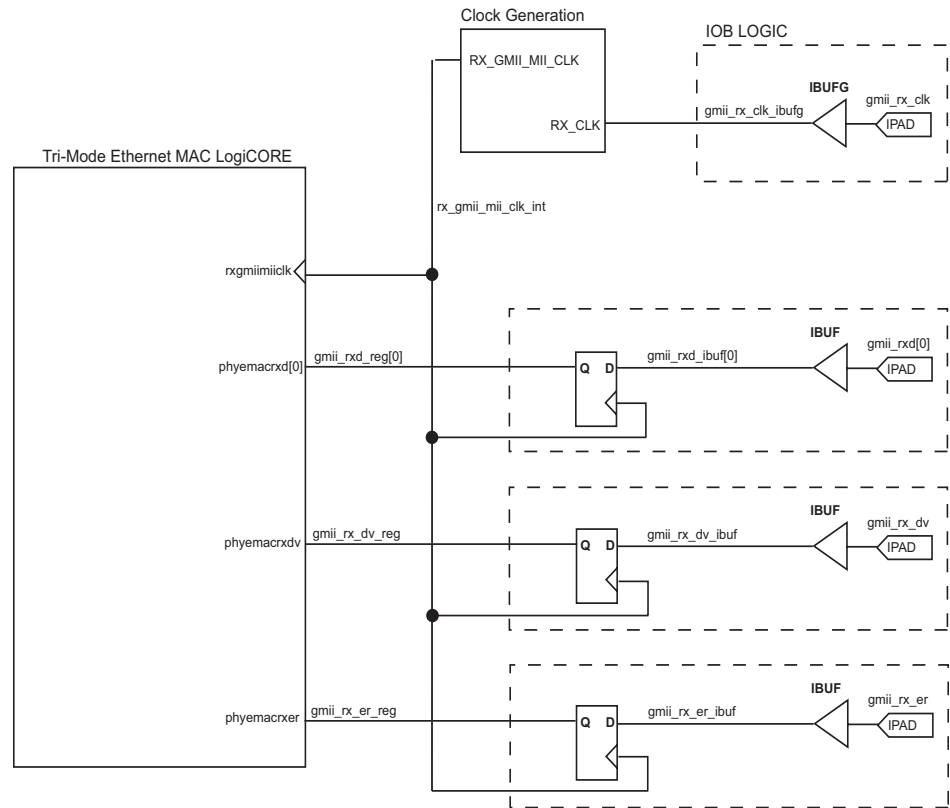 Clock Generation
IOB LOGIC
RX_GMII_MII_CLK
IBUFG
gmii_rx_clk_ibufg
gmii_rx_clk
IPAD
RX_CLK
Tri-Mode Ethernet MAC LogiCORE
rx_gmii_mii_clk_int
rxgmiimiiclk
IBUF
gmii_rxd[0]
phyemacrxd[0]
gmii_rxd_reg[0]
Q D
gmii_rxd_ibuf[0]
IPAD
IBUF
gmii_rx_dv
phyemacrxdv
gmii_rx_dv_reg
Q D
gmii_rx_dv_ibuf
IPAD
IBUF
gmii_rx_er
phyemacrxer
gmii_rx_er_reg
Q D
gmii_rx_er_ibuf
IPAD